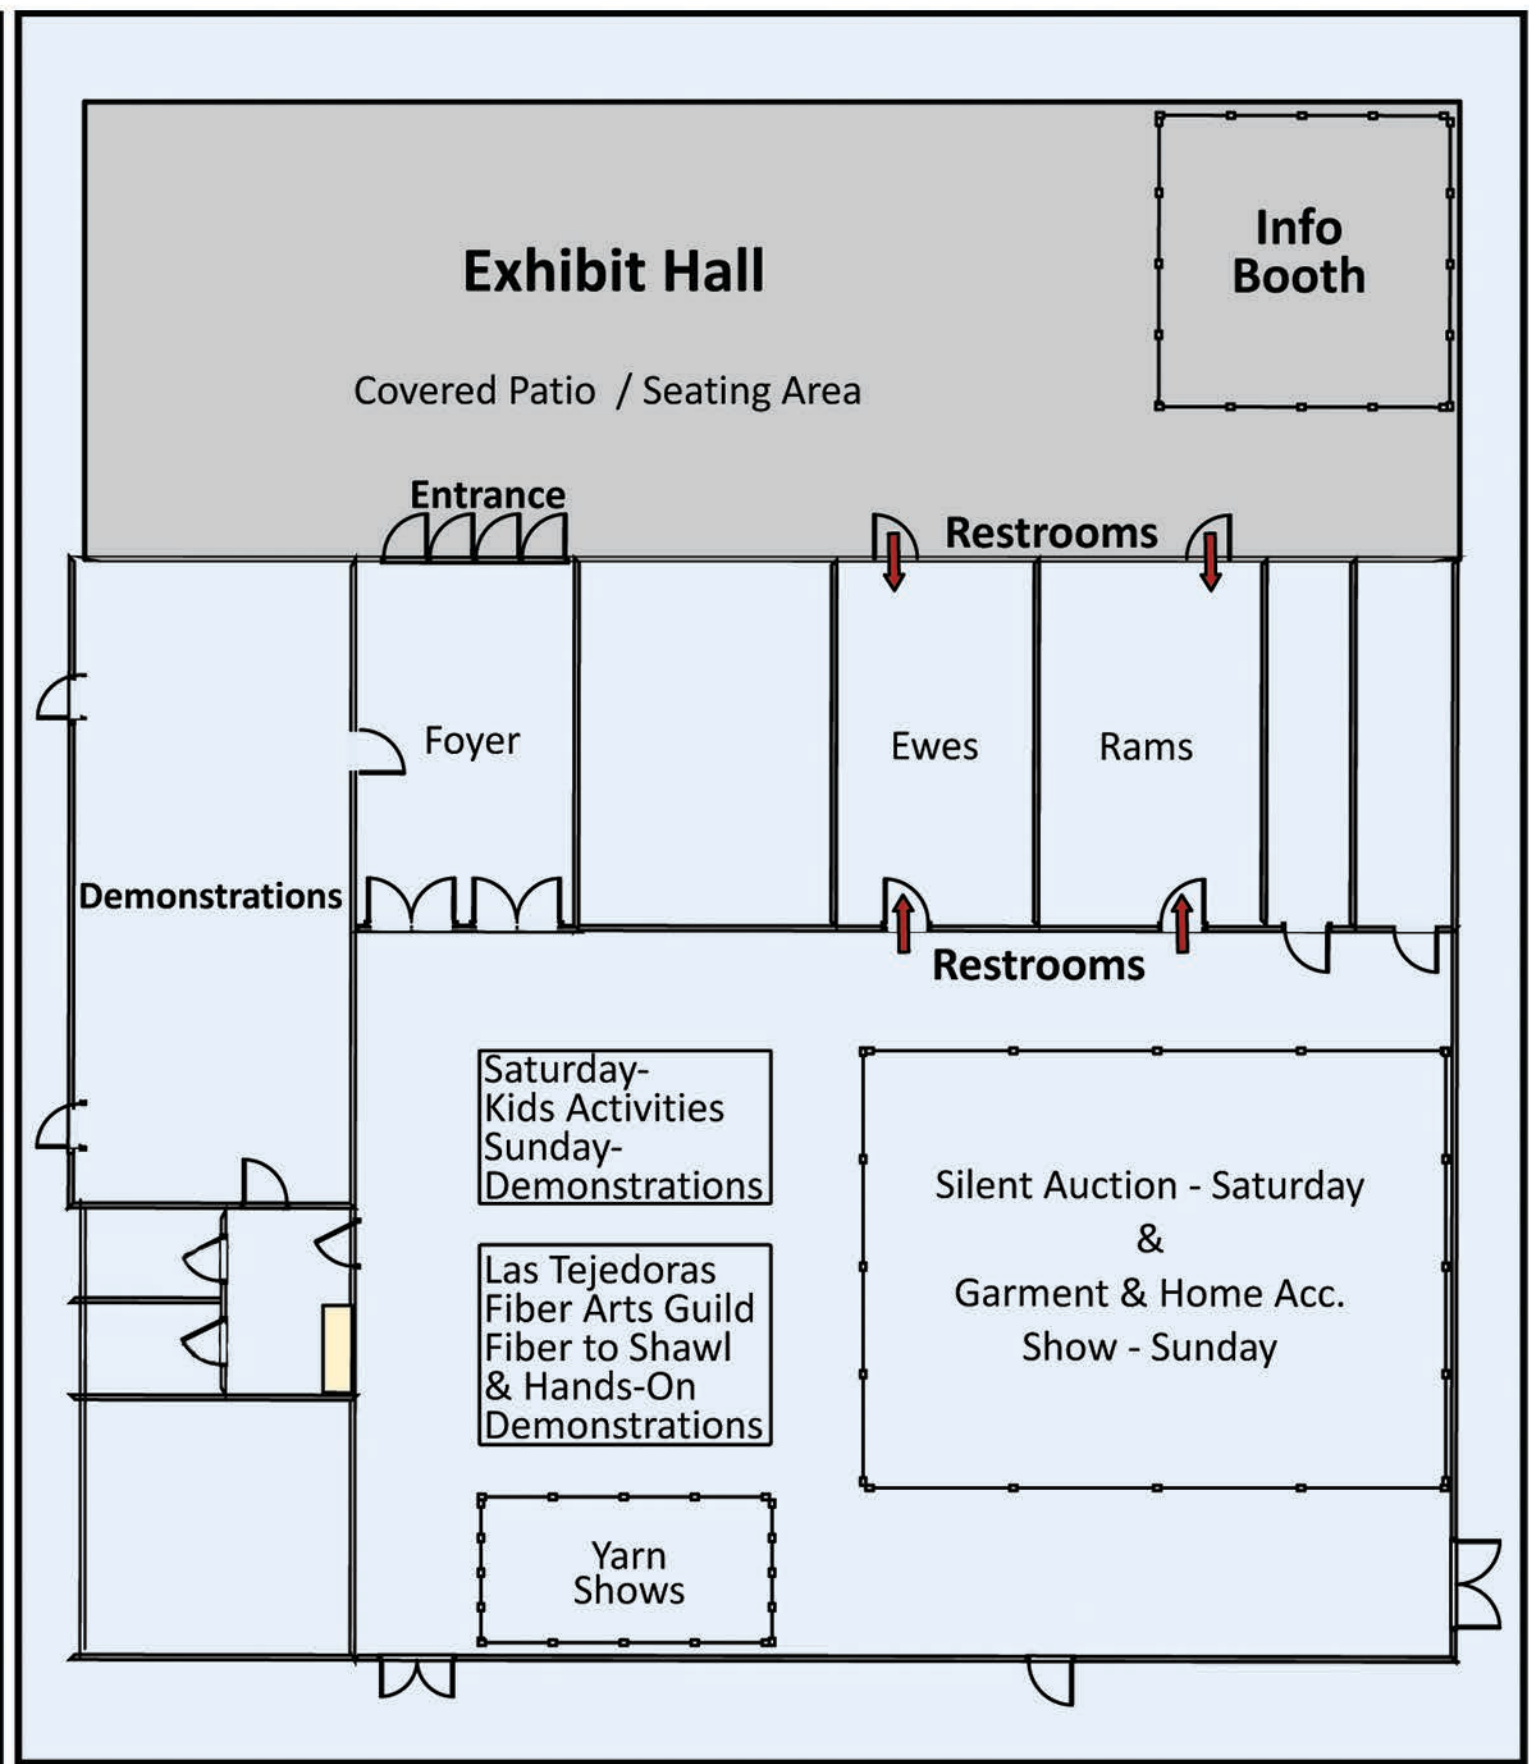 Info
Booth
Exhibit Hall
Covered Patio / Seating Area
Entrance
Restrooms
Foyer
Ewes
Rams
Demonstrations
Restrooms
Saturday-
Kids Activities
Sunday-
Demonstrations
Silent Auction - Saturday
&
Garment & Home Acc.
Show - Sunday
Las Tejedoras
Fiber Arts Guild
Fiber to Shawl
& Hands-On
Demonstrations
Yarn
Shows